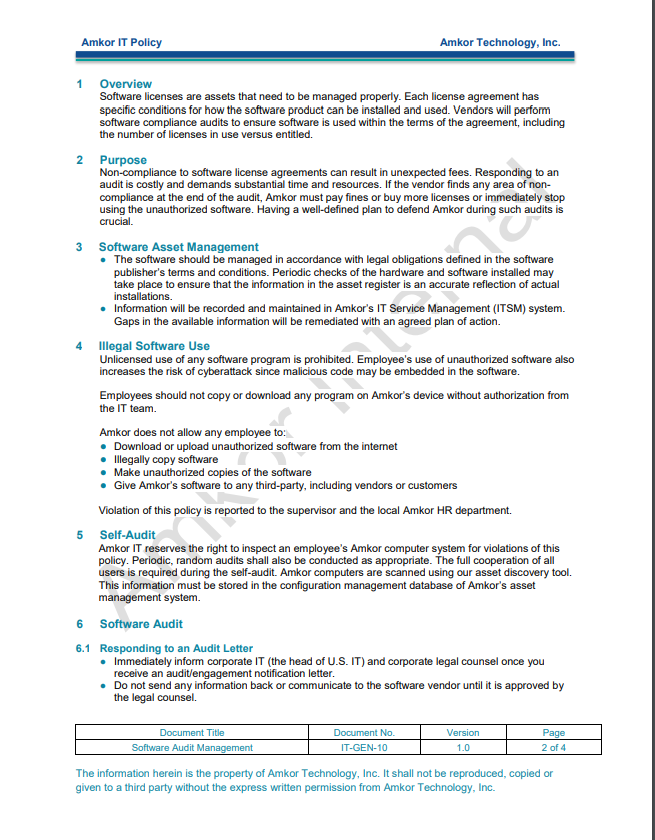 Amkor IT Policy Amkor Technology, Inc.
1 Overview
Software licenses are assets that need to be managed properly. Each license agreement has
specific conditions for how the software product can be installed and used. Vendors will perform
software compliance audits to ensure software is used within the terms of the agreement, including
the number of licenses in use versus entitled.
2 Purpose
Non-compliance to software license agreements can result in unexpected fees. Responding to an
audit is costly and demands substantial time and resources. If the vendor finds any area of non-
compliance at the end of the audit, Amkor must pay fines or buy more licenses or immediately stop
using the unauthorized software. Having a well-defined plan to defend Amkor during such audits is
crucial.
3 Software Asset Management
• The software should be managed in accordance with legal obligations defined in the software
publisher's terms and conditions. Periodic checks of the hardware and software installed may
take place to ensure that the information in the asset register is an accurate reflection of actual
installations.
• Information will be recorded and maintained in Amkor's IT Service Management (ITSM) system.
Gaps in the available information will be remediated with an agreed plan of action.
4 Illegal Software Use
Unlicensed use of any software program is prohibited. Employee's use of unauthorized software also
increases the risk of cyberattack since malicious code may be embedded in the software.
Employees should not copy or download any program on Amkor's device without authorization from
the IT team.
Amkor does not allow any employee to:
• Download or upload unauthorized software from the internet
• Illegally copy software
• Make unauthorized copies of the software
• Give Amkor's software to any third-party, including vendors or customers
Violation of this policy is reported to the supervisor and the local Amkor HR department.
5 Self-Audit
Amkor IT reserves the right to inspect an employee's Amkor computer system for violations of this
policy. Periodic, random audits shall also be conducted as appropriate. The full cooperation of all
users is required during the self-audit. Amkor computers are scanned using our asset discovery tool.
This information must be stored in the configuration management database of Amkor's asset
management system.
6 Software Audit
6.1 Responding to an Audit Letter
• Immediately inform corporate IT (the head of U.S. IT) and corporate legal counsel once you
receive an audit/engagement notification letter.
• Do not send any information back or communicate to the software vendor until it is approved by
the legal counsel.
Document Title Document No. Version Page
Software Audit Management IT-GEN-10 1.0 2 of 4
The information herein is the property of Amkor Technology, Inc. It shall not be reproduced, copied or
given to a third party without the express written permission from Amkor Technology, Inc.
Amkor Internal